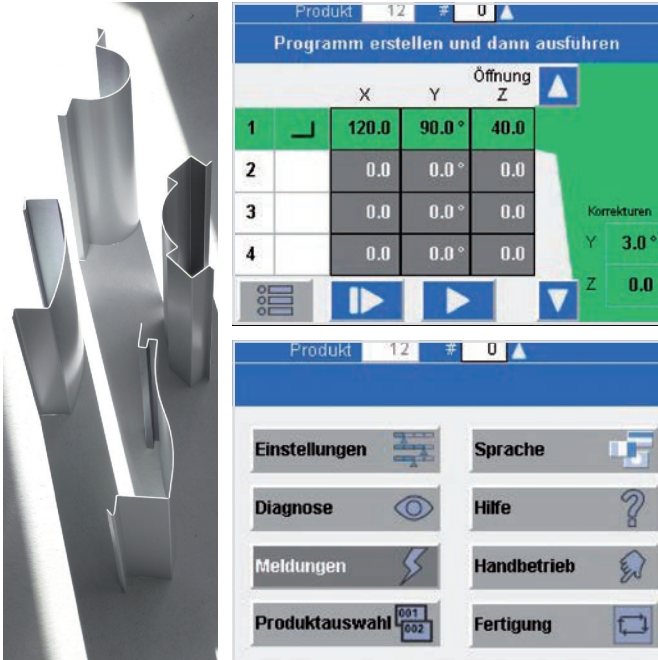 Produkt 12 # 0
Programm erstellen und dann ausführen
Öffnung
X Y Z
1 120.0 90.0° 40.0
2 0.0 0.0° 0.0
3 0.0 0.0° 0.0
4 0.0 0.0° 0.0
Korrekturen
Y 3.0°
Z 0.0
Produkt 12 # 0
Einstellungen Sprache
Diagnose Hilfe
Meldungen Handbetrieb
Produktauswahl 001 002 Fertigung